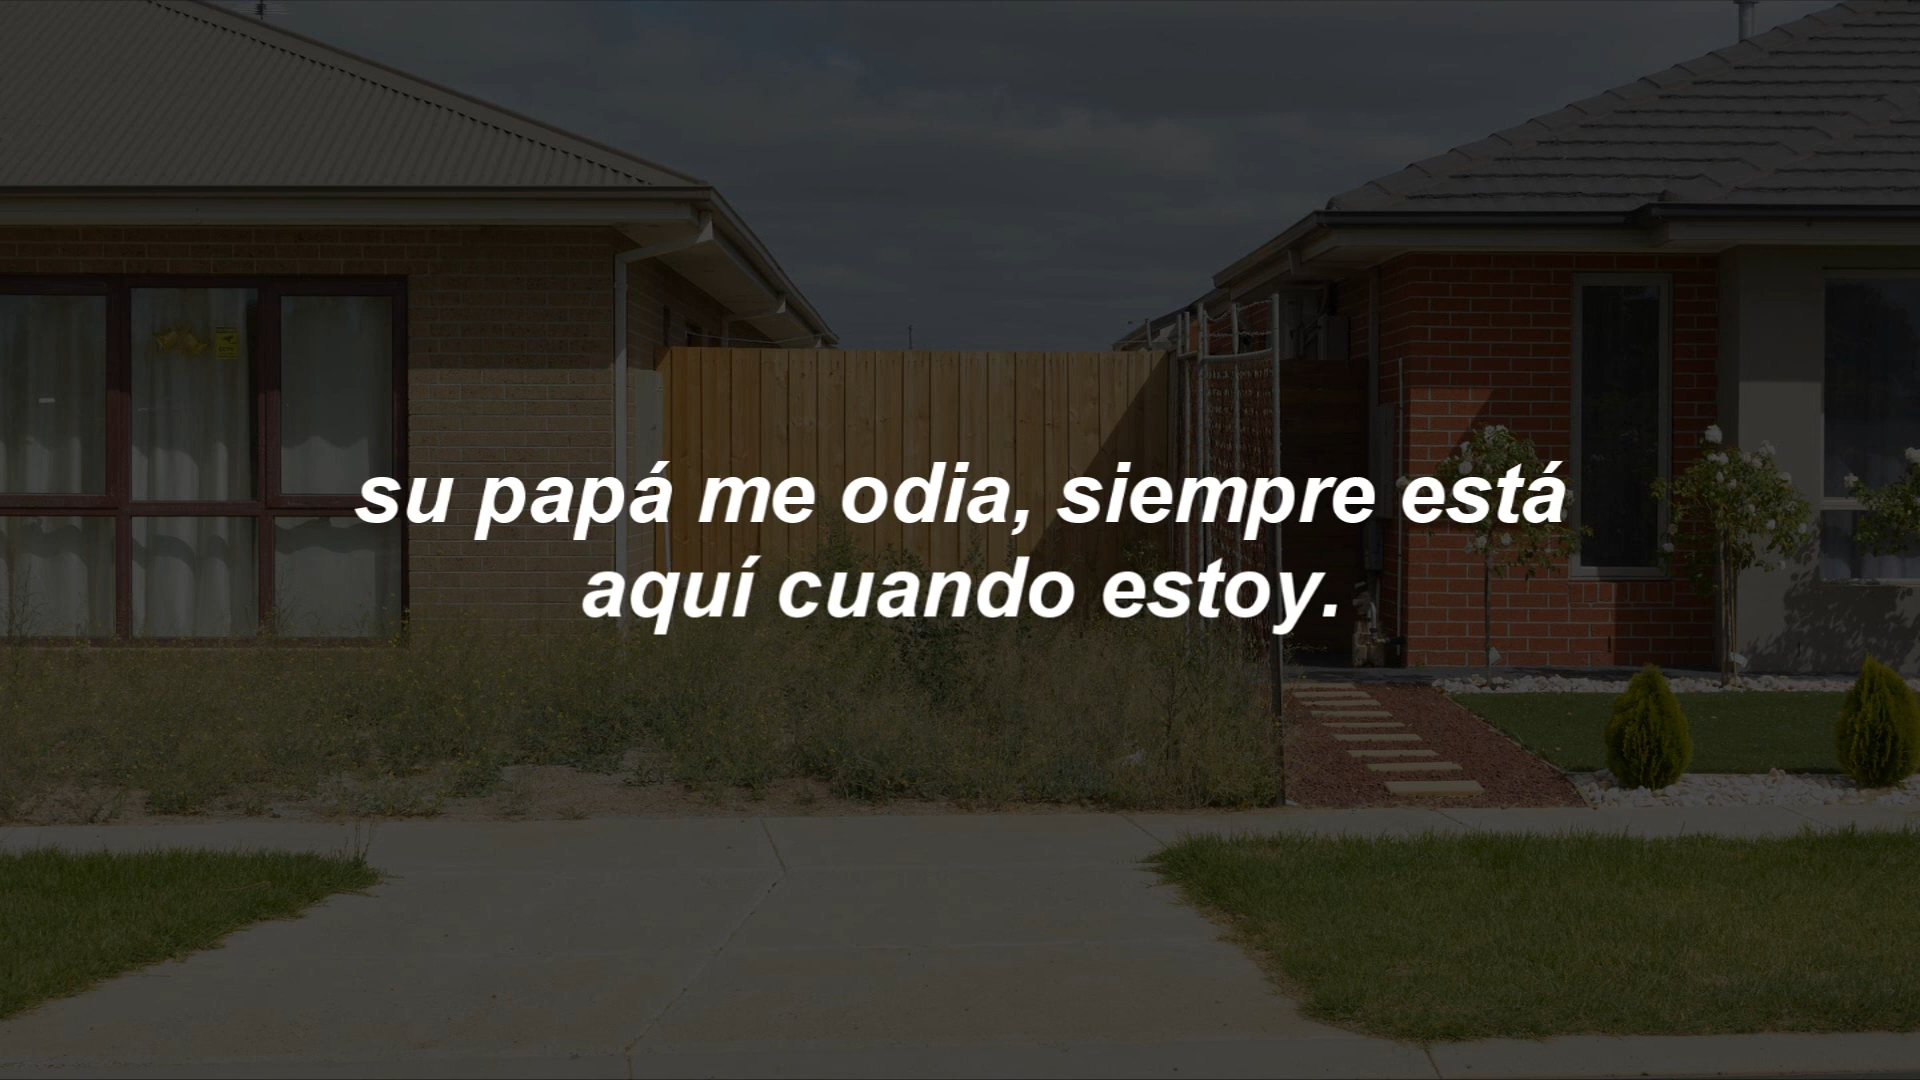 su papá me odia, siempre está
aquí cuando estoy.